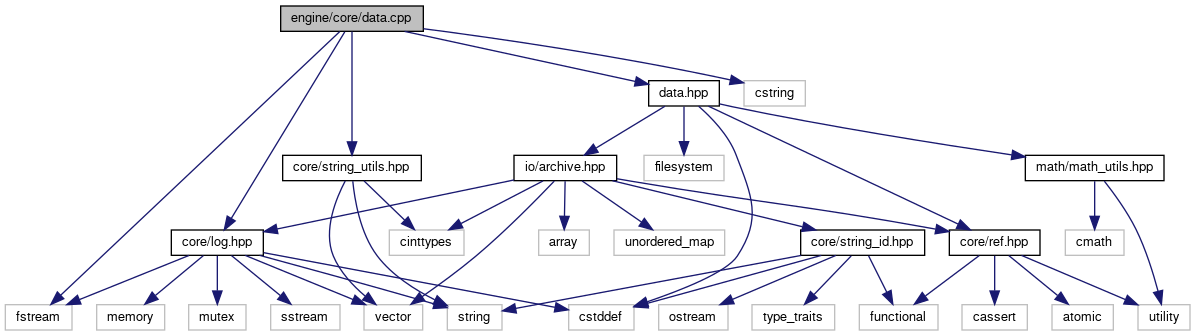 engine/core/data.cpp
data.hpp
cstring
core/string_utils.hpp
io/archive.hpp
filesystem
math/math_utils.hpp
core/log.hpp
cinttypes
array
unordered_map
core/string_id.hpp
core/ref.hpp
cmath
fstream
memory
mutex
sstream
vector
string
cstddef
ostream
type_traits
functional
cassert
atomic
utility